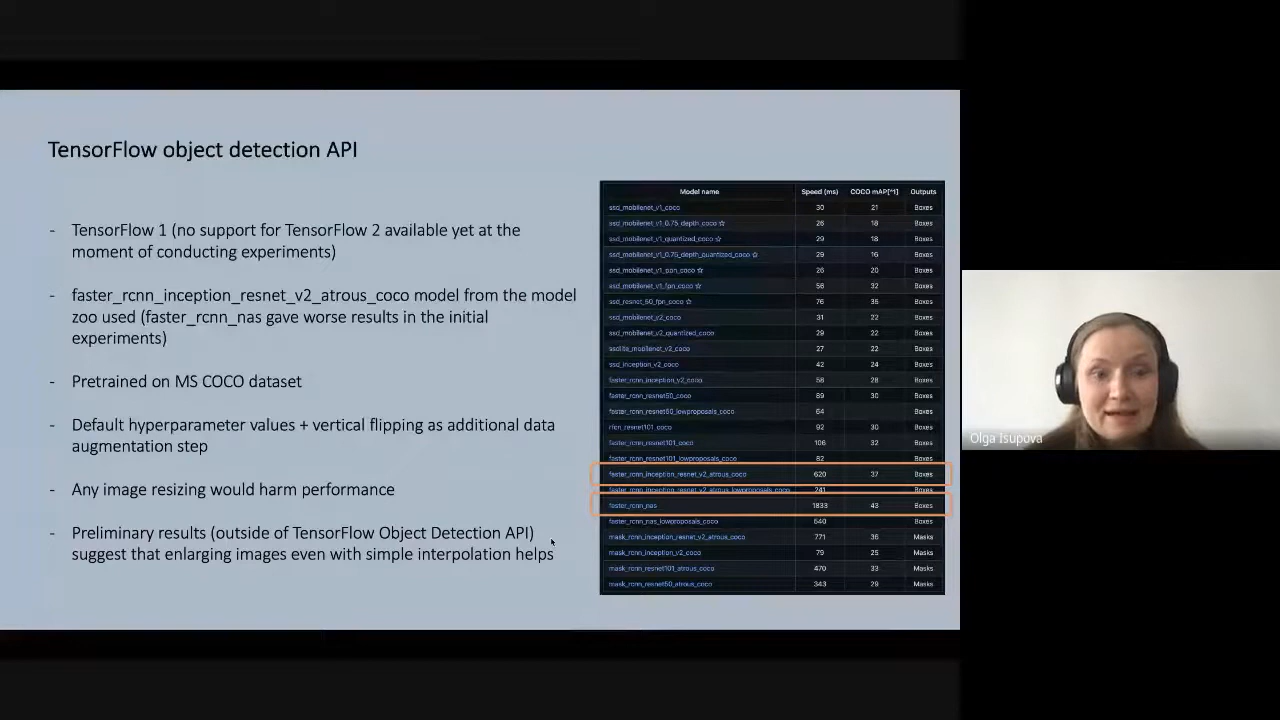 TensorFlow object detection API
- TensorFlow 1 (no support for TensorFlow 2 available yet at the
moment of conducting experiments)
- faster_rcnn_inception_resnet_v2_atrous_coco model from the model
zoo used (faster_rcnn_nas gave worse results in the initial
experiments)
- Pretrained on MS COCO dataset
- Default hyperparameter values + vertical flipping as additional data
augmentation step
- Any image resizing would harm performance
- Preliminary results (outside of TensorFlow Object Detection API)
suggest that enlarging images even with simple interpolation helps
Model name Speed (ms) COCO mAP[^1] Outputs
ssd_mobilenet_v1_coco 30 21 Boxes
ssd_mobilenet_v1_0.75_depth_coco ☆ 26 18 Boxes
ssd_mobilenet_v1_quantized_coco ☆ 29 18 Boxes
ssd_mobilenet_v1_0.75_depth_quantized_coco ☆ 29 16 Boxes
ssd_mobilenet_v1_ppn_coco ☆ 26 20 Boxes
ssd_mobilenet_v1_fpn_coco ☆ 56 32 Boxes
ssd_resnet_50_fpn_coco ☆ 76 35 Boxes
ssd_mobilenet_v2_coco 31 22 Boxes
ssd_mobilenet_v2_quantized_coco 29 22 Boxes
ssdlite_mobilenet_v2_coco 27 22 Boxes
ssd_inception_v2_coco 42 24 Boxes
faster_rcnn_inception_v2_coco 58 28 Boxes
faster_rcnn_resnet50_coco 89 30 Boxes
faster_rcnn_resnet50_lowproposals_coco 64 Boxes
rfcn_resnet101_coco 92 30 Boxes
faster_rcnn_resnet101_coco 106 32 Boxes
faster_rcnn_resnet101_lowproposals_coco 82 Boxes
faster_rcnn_inception_resnet_v2_atrous_coco 620 37 Boxes
faster_rcnn_inception_resnet_v2_atrous_lowproposals_coco 241 Boxes
faster_rcnn_nas 1833 43 Boxes
faster_rcnn_nas_lowproposals_coco 540 Boxes
mask_rcnn_inception_resnet_v2_atrous_coco 771 36 Masks
mask_rcnn_inception_v2_coco 79 25 Masks
mask_rcnn_resnet101_atrous_coco 470 33 Masks
mask_rcnn_resnet50_atrous_coco 343 29 Masks
Olga Isupova